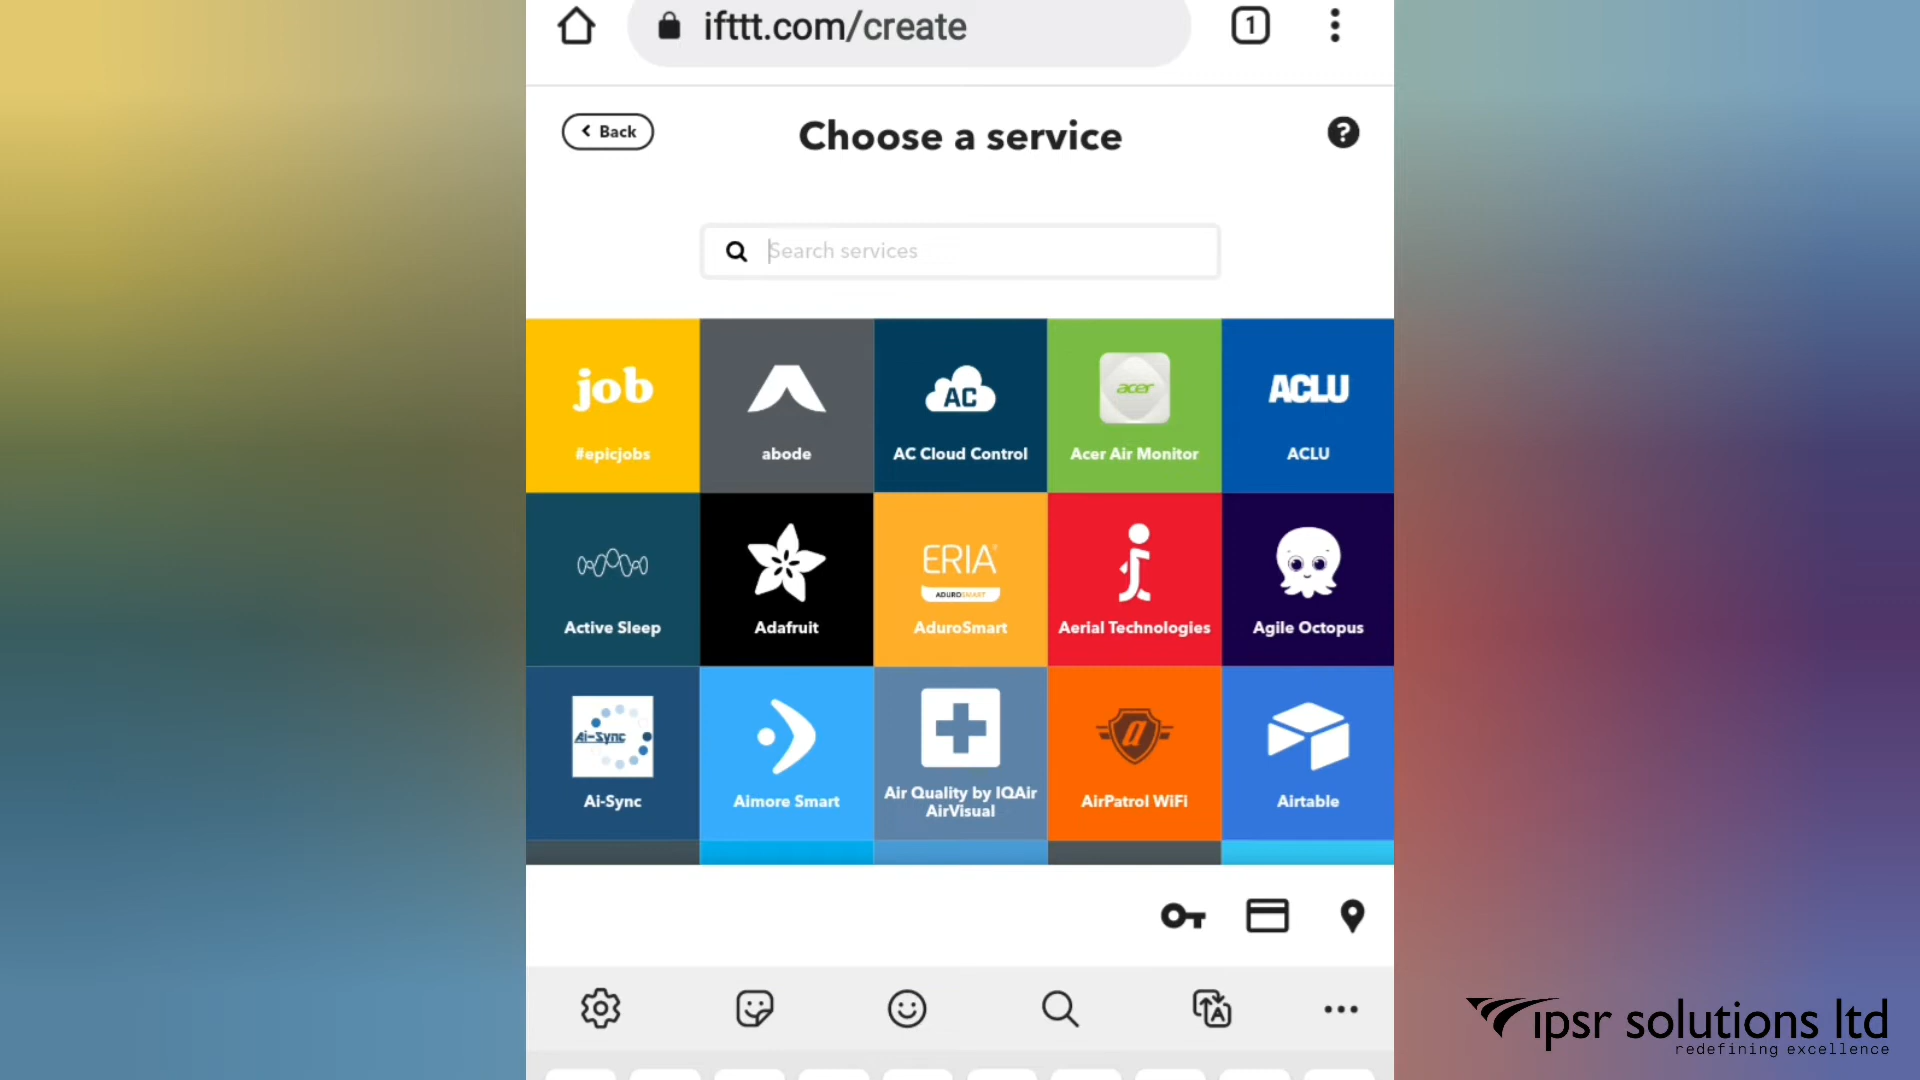 ifttt.com/create
1
Back
Choose a service
?
Search services
job
#epicjobs
abode
AC
AC Cloud Control
acer
Acer Air Monitor
ACLU
ACLU
Active Sleep
Adafruit
ERIA
ADUROSMART
AduroSmart
Aerial Technologies
Agile Octopus
Ai-Sync
Ai-Sync
Aimore Smart
Air Quality by IQAir
AirVisual
a
AirPatrol WiFi
Airtable
A
ipsr solutions ltd
redefining excellence